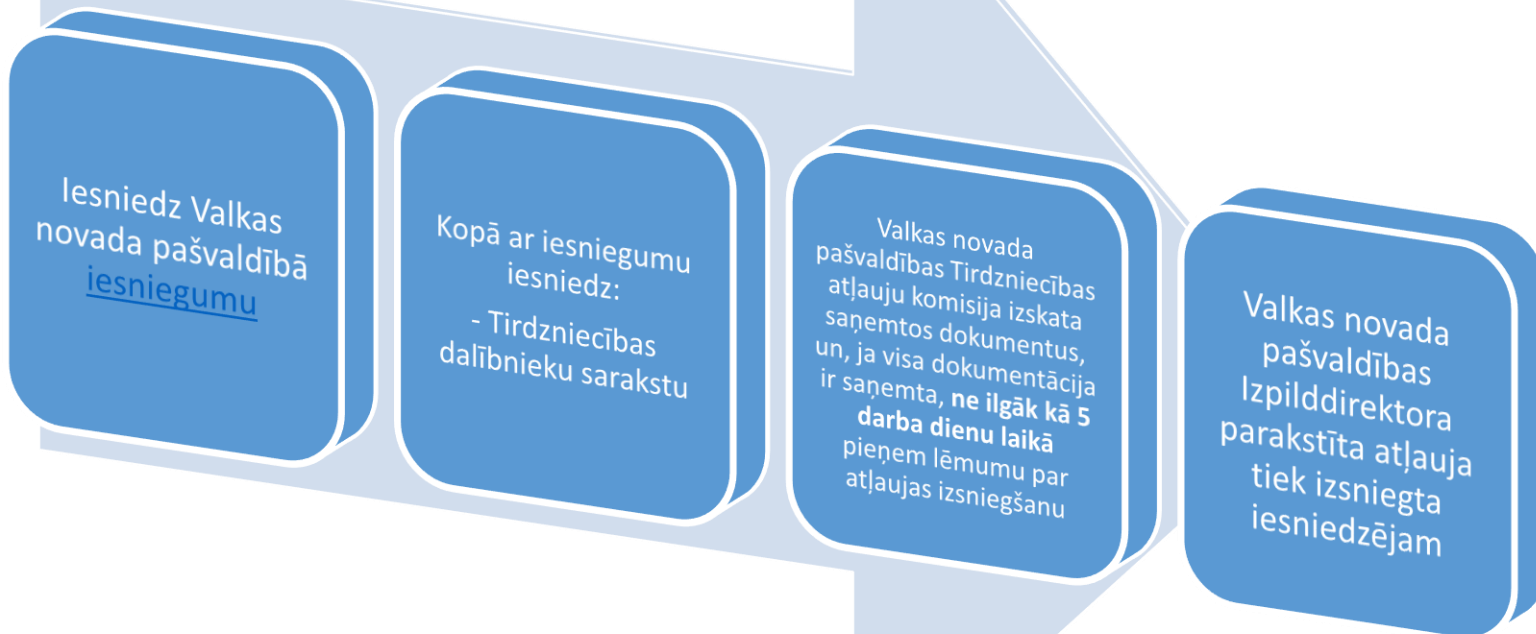 Iesniedz Valkas
novada pašvaldībā
iesniegumu
Kopā ar iesniegumu
iesniedz:
- Tirdzniecības
dalībnieku sarakstu
Valkas novada
pašvaldības Tirdzniecības
atļauju komisija izskata
saņemtos dokumentus,
un, ja visa dokumentācija
ir saņemta, ne ilgāk kā 5
darba dienu laikā
pieņem lēmumu par
atļaujas izsniegšanu
Valkas novada
pašvaldības
Izpilddirektora
parakstīta atļauja
tiek izsniegta
iesniedzējam